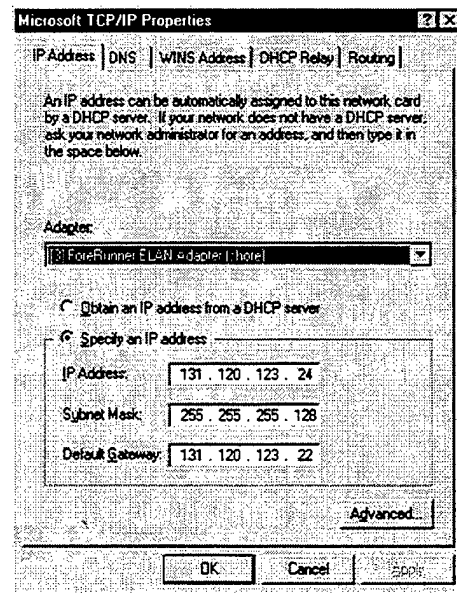 Microsoft TCP/IP Properties
IP Address DNS WINS Address DHCP Relay Routing
An IP address can be automatically assigned to this network card
by a DHCP server. If your network does not have a DHCP server,
ask your network administrator for an address, and then type it in
the space below.
Adapter:
[3] ForeRunner ELAN Adapter
Obtain an IP address from a DHCP server
Specify an IP address
IP Address: 131 . 120 . 123 . 24
Subnet Mask: 255 . 255 . 255 . 128
Default Gateway: 131 . 120 . 123 . 22
Advanced...
OK Cancel Apply